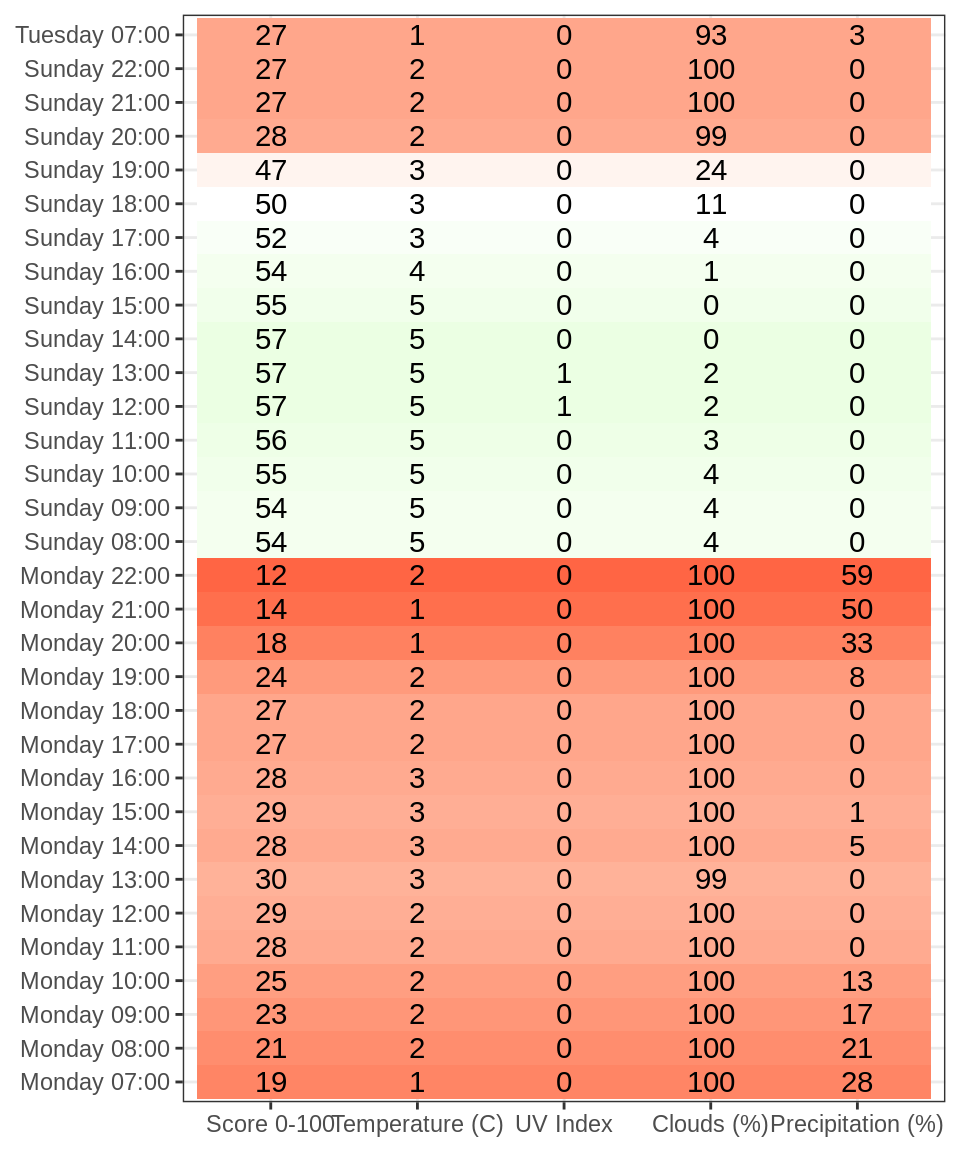 Tuesday 07:00 27 1 0 93 3
Sunday 22:00 27 2 0 100 0
Sunday 21:00 27 2 0 100 0
Sunday 20:00 28 2 0 99 0
Sunday 19:00 47 3 0 24 0
Sunday 18:00 50 3 0 11 0
Sunday 17:00 52 3 0 4 0
Sunday 16:00 54 4 0 1 0
Sunday 15:00 55 5 0 0 0
Sunday 14:00 57 5 0 0 0
Sunday 13:00 57 5 1 2 0
Sunday 12:00 57 5 1 2 0
Sunday 11:00 56 5 0 3 0
Sunday 10:00 55 5 0 4 0
Sunday 09:00 54 5 0 4 0
Sunday 08:00 54 5 0 4 0
Monday 22:00 12 2 0 100 59
Monday 21:00 14 1 0 100 50
Monday 20:00 18 1 0 100 33
Monday 19:00 24 2 0 100 8
Monday 18:00 27 2 0 100 0
Monday 17:00 27 2 0 100 0
Monday 16:00 28 3 0 100 0
Monday 15:00 29 3 0 100 1
Monday 14:00 28 3 0 100 5
Monday 13:00 30 3 0 99 0
Monday 12:00 29 2 0 100 0
Monday 11:00 28 2 0 100 0
Monday 10:00 25 2 0 100 13
Monday 09:00 23 2 0 100 17
Monday 08:00 21 2 0 100 21
Monday 07:00 19 1 0 100 28
Score 0-100 Temperature (C) UV Index Clouds (%) Precipitation (%)